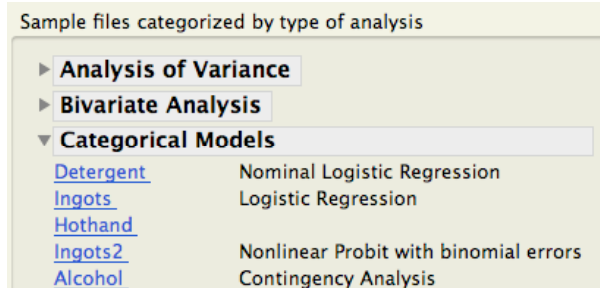 Sample files categorized by type of analysis
Analysis of Variance
Bivariate Analysis
Categorical Models
Detergent Nominal Logistic Regression
Ingots Logistic Regression
Hothand
Ingots2 Nonlinear Probit with binomial errors
Alcohol Contingency Analysis